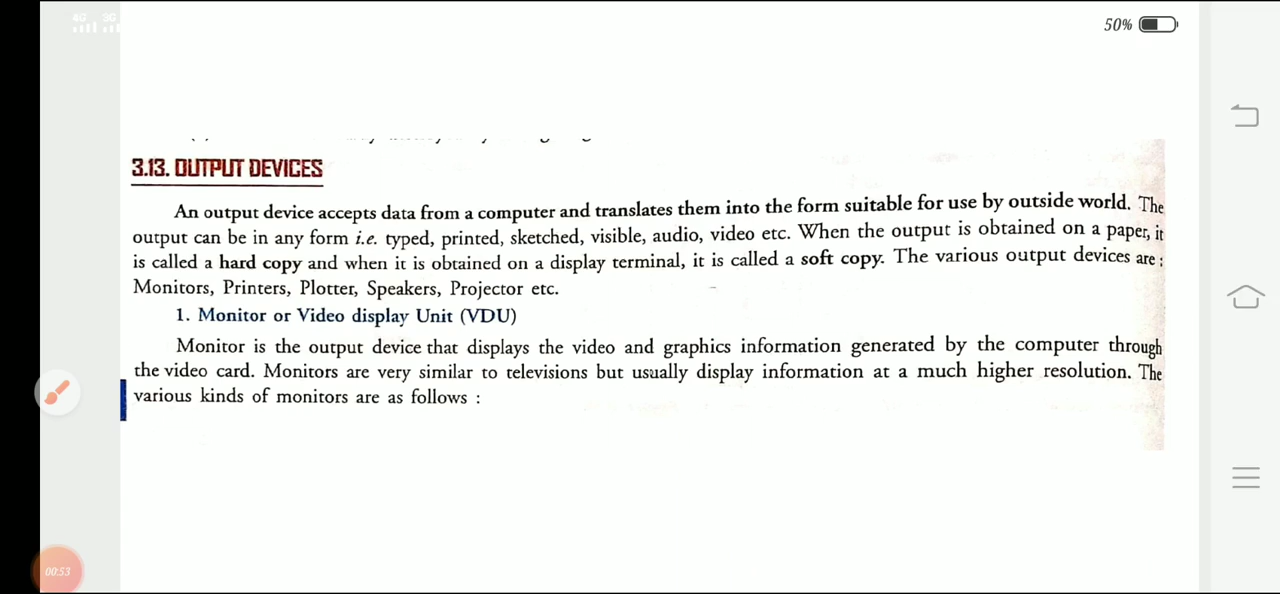 4G 3G
50%
3.13. OUTPUT DEVICES
An output device accepts data from a computer and translates them into the form suitable for use by outside world. The
output can be in any form i.e. typed, printed, sketched, visible, audio, video etc. When the output is obtained on a paper, it
is called a hard copy and when it is obtained on a display terminal, it is called a soft copy. The various output devices are :
Monitors, Printers, Plotter, Speakers, Projector etc.
1. Monitor or Video display Unit (VDU)
Monitor is the output device that displays the video and graphics information generated by the computer through
the video card. Monitors are very similar to televisions but usually display information at a much higher resolution. The
various kinds of monitors are as follows :
00:53